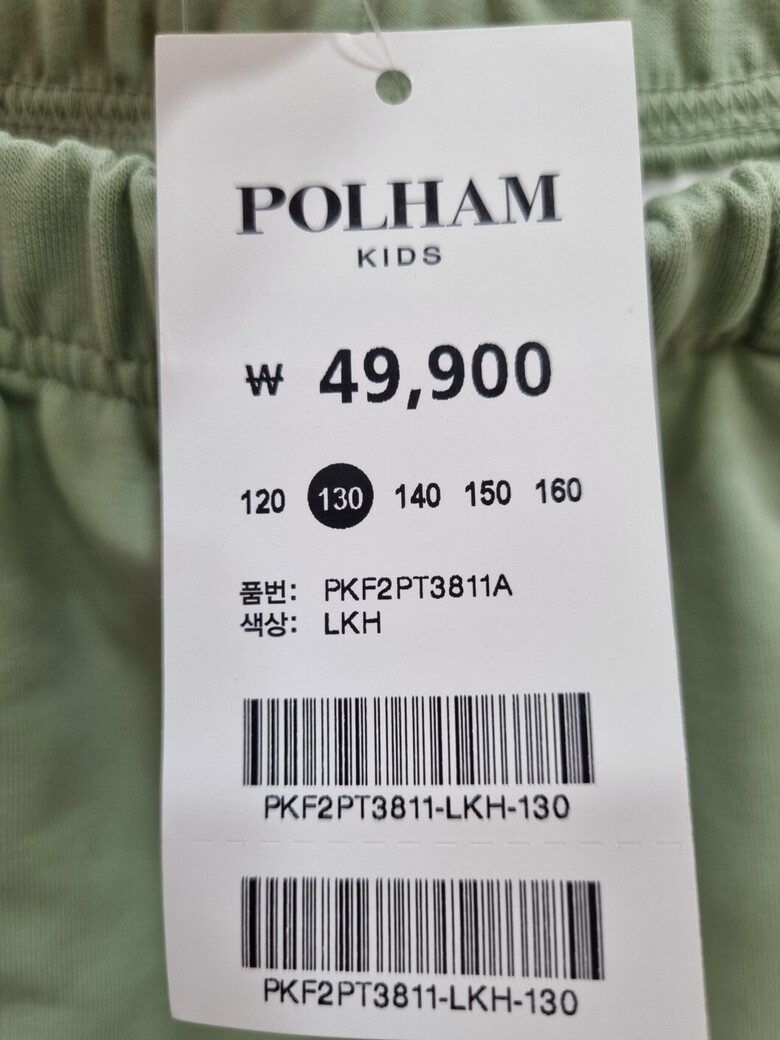 POLHAM
KIDS
₩ 49,900
120 130 140 150 160
품번: PKF2PT3811A
색상: LKH
PKF2PT3811-LKH-130
PKF2PT3811-LKH-130